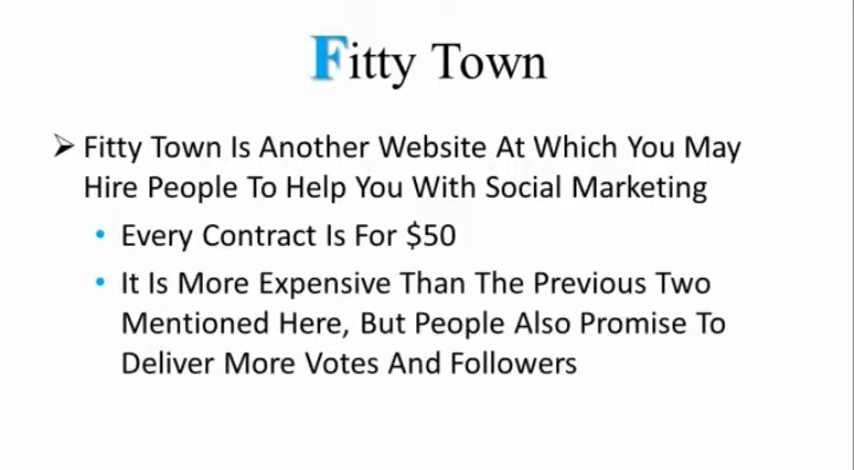 Fitty Town
Fitty Town Is Another Website At Which You May
Hire People To Help You With Social Marketing
Every Contract Is For $50
It Is More Expensive Than The Previous Two
Mentioned Here, But People Also Promise To
Deliver More Votes And Followers